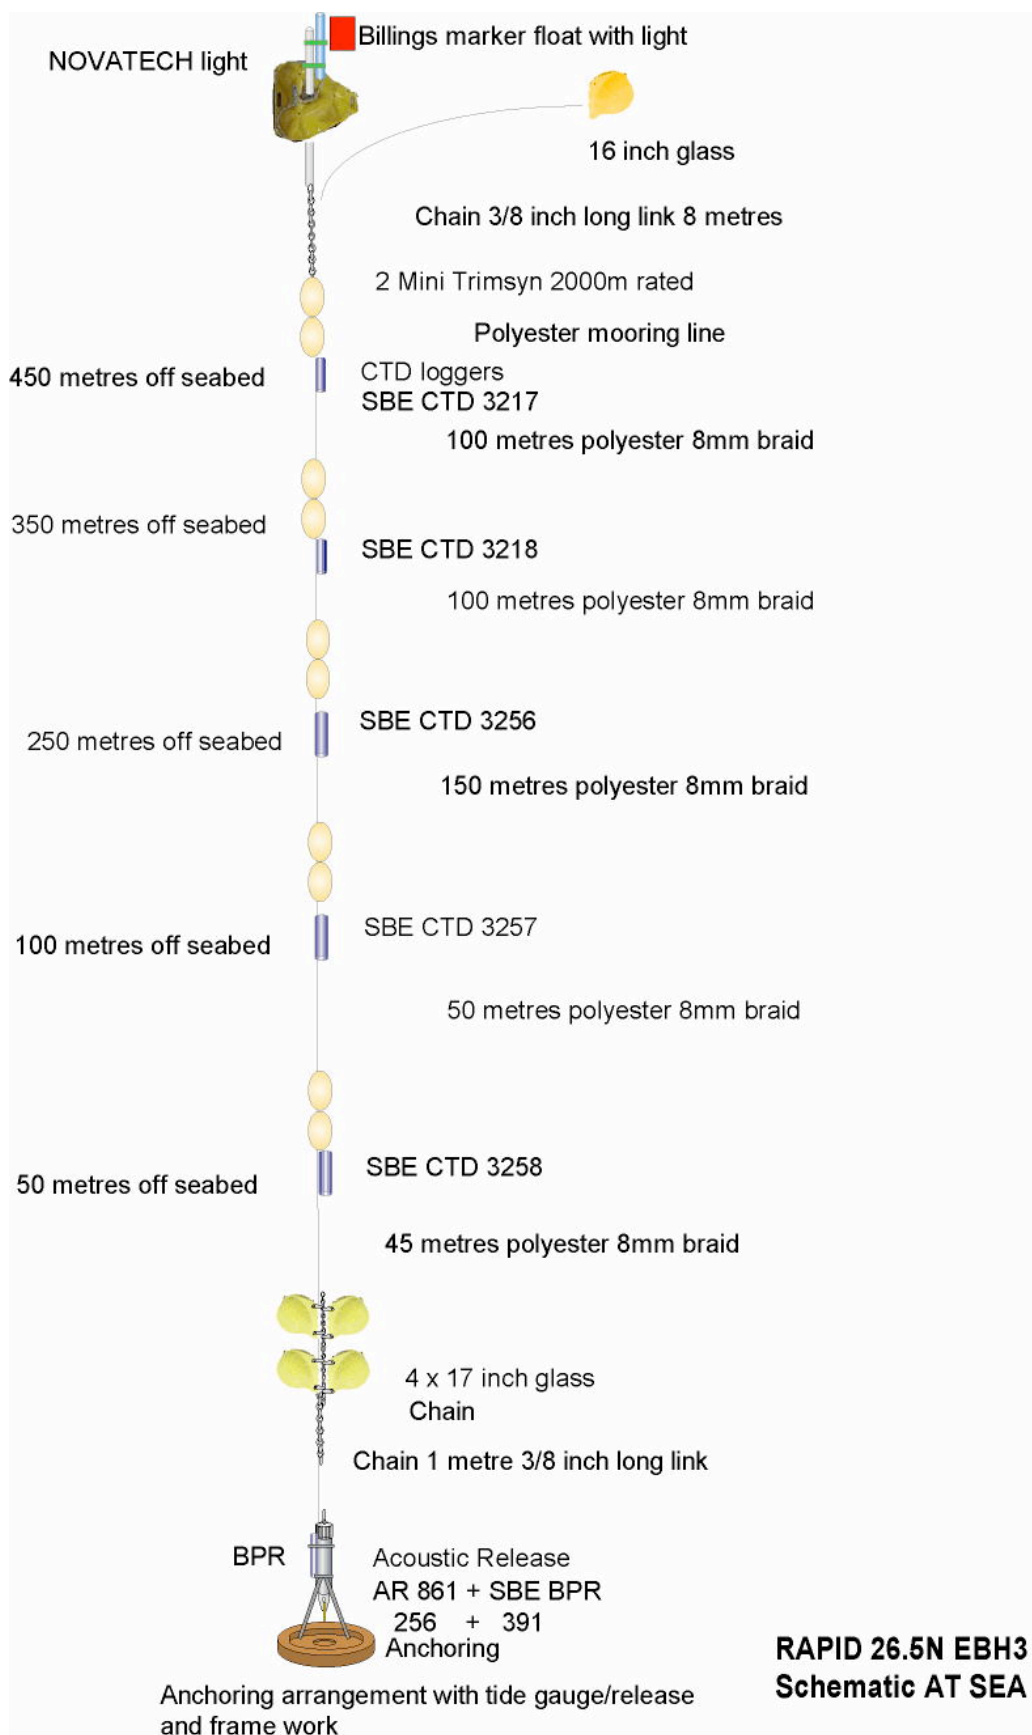 Billings marker float with light
NOVATECH light
16 inch glass
Chain 3/8 inch long link 8 metres
2 Mini Trimsyn 2000m rated
Polyester mooring line
450 metres off seabed
CTD loggers
SBE CTD 3217
100 metres polyester 8mm braid
350 metres off seabed
SBE CTD 3218
100 metres polyester 8mm braid
SBE CTD 3256
250 metres off seabed
150 metres polyester 8mm braid
SBE CTD 3257
100 metres off seabed
50 metres polyester 8mm braid
SBE CTD 3258
50 metres off seabed
45 metres polyester 8mm braid
4 x 17 inch glass
Chain
Chain 1 metre 3/8 inch long link
BPR
Acoustic Release
AR 861 + SBE BPR
256 + 391
Anchoring
RAPID 26.5N EBH3
Schematic AT SEA
Anchoring arrangement with tide gauge/release
and frame work